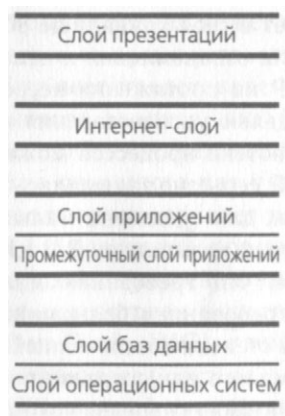 Слой презентаций
Интернет-слой
Слой приложений
Промежуточный слой приложений
Слой баз данных
Слой операционных систем